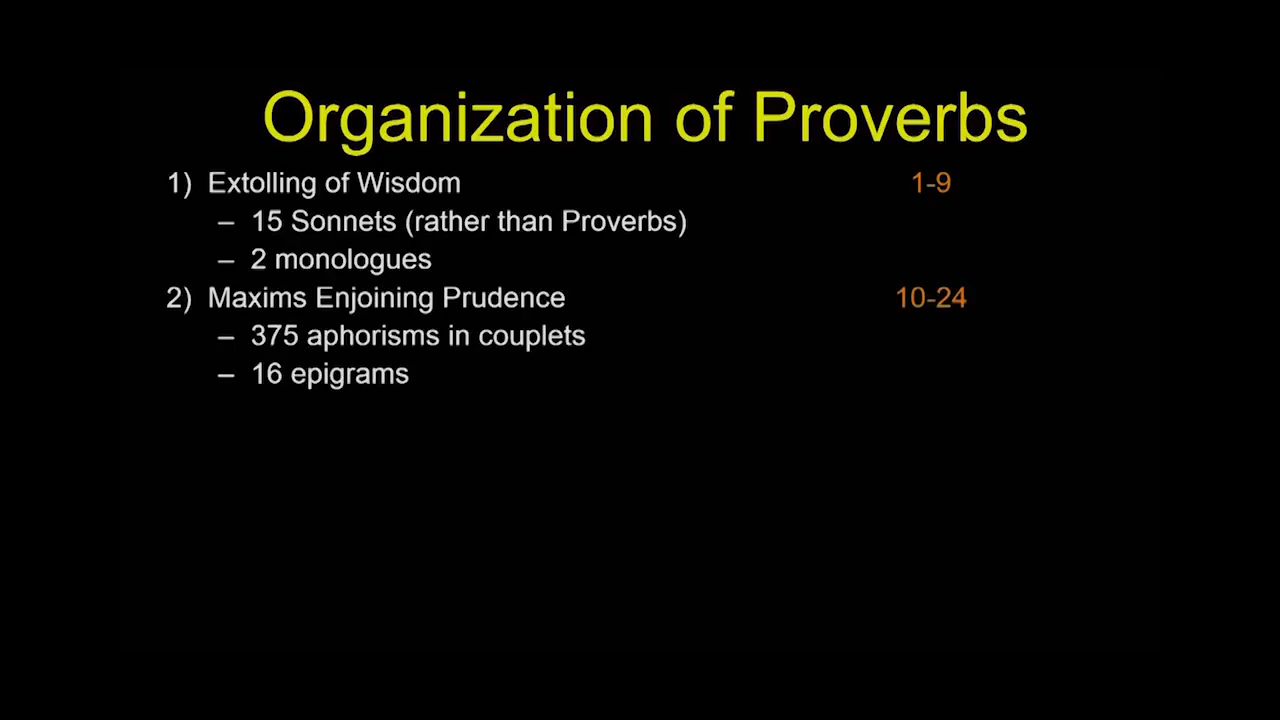 Organization of Proverbs
1) Extolling of Wisdom 1-9
– 15 Sonnets (rather than Proverbs)
– 2 monologues
2) Maxims Enjoining Prudence 10-24
– 375 aphorisms in couplets
– 16 epigrams